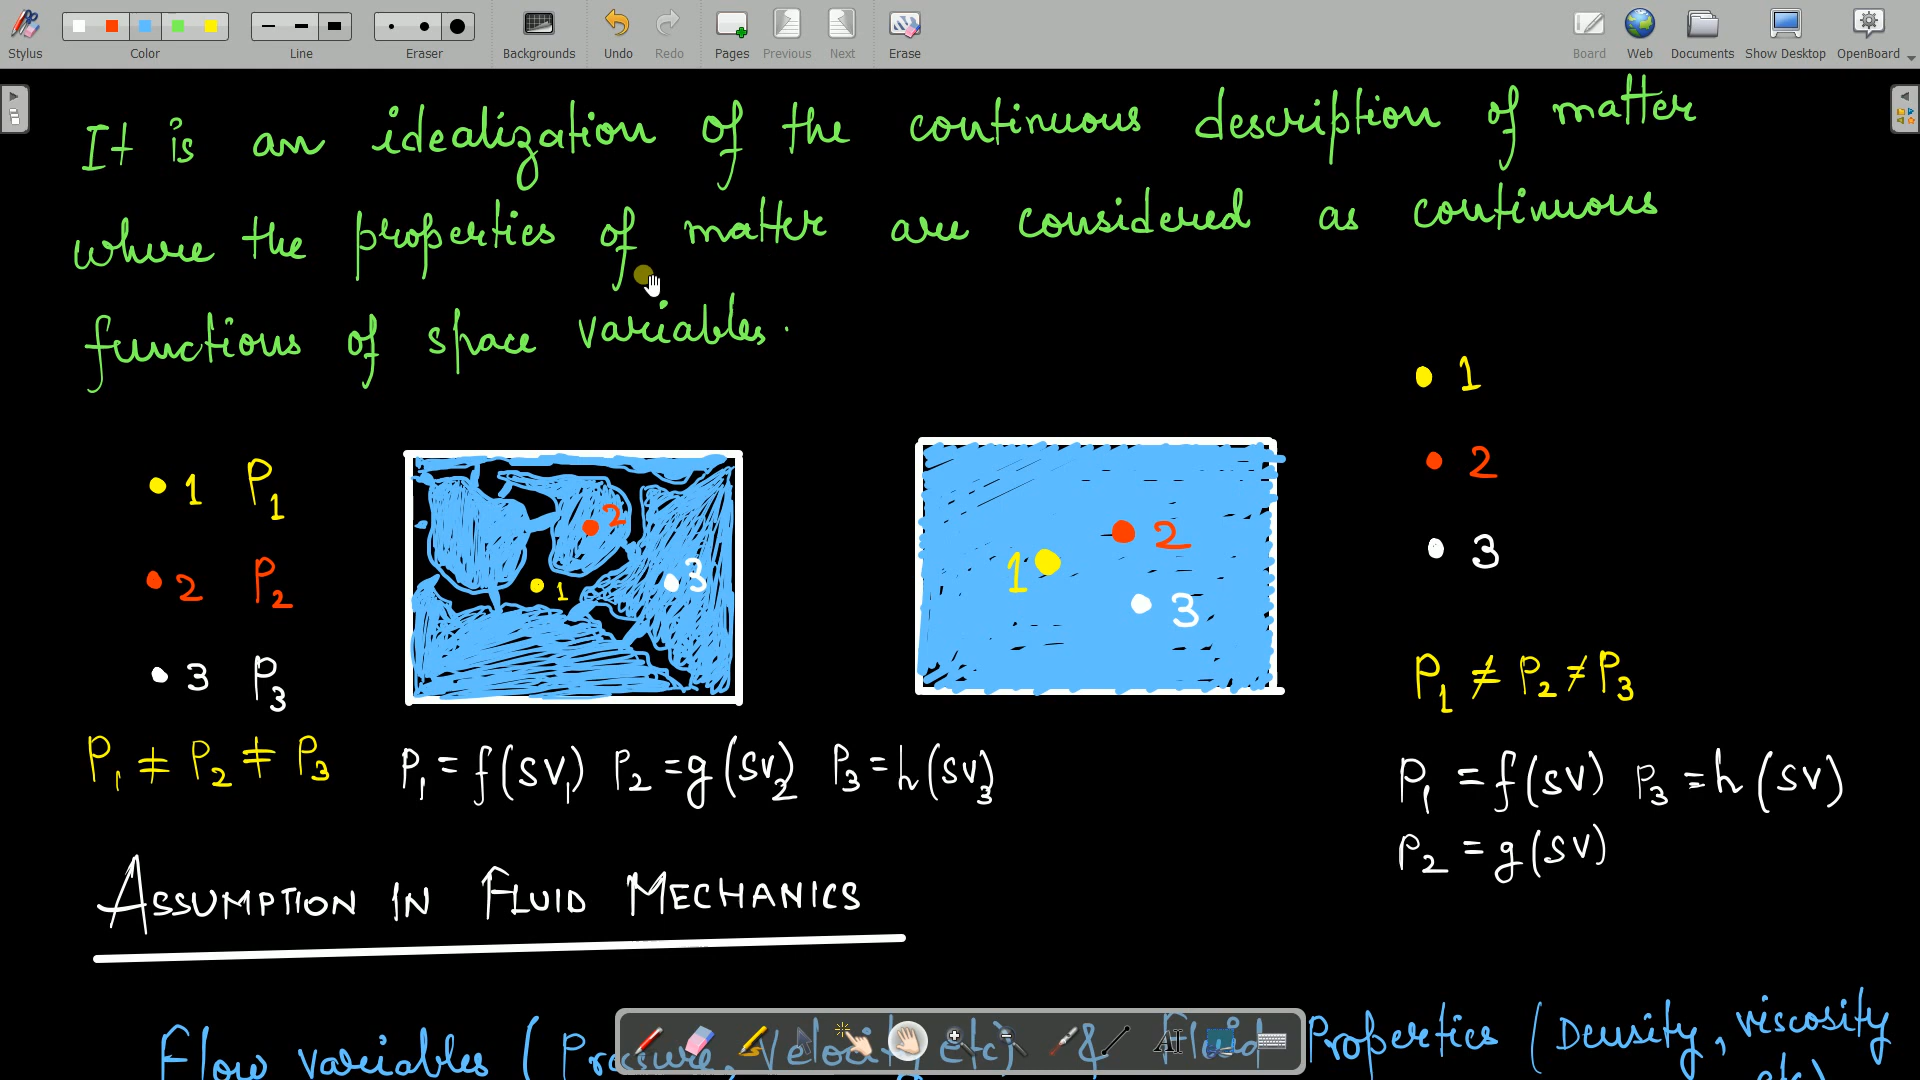 Stylus Color Line Eraser Backgrounds Undo Redo Pages Previous Next Erase Board Web Documents Show Desktop OpenBoard
It is an idealization of the continuous description of matter
where the properties of matter are considered as continuous
functions of space variables.
1 P1
2 P2
3 P3
P1 ≠ P2 ≠ P3
2
1
3
P1 = f(SV1) P2 = g(SV2) P3 = h(SV3)
1
2
3
1
2
3
P1 ≠ P2 ≠ P3
P1 = f(SV) P3 = h(SV)
P2 = g(SV)
ASSUMPTION IN FLUID MECHANICS
Flow variables (Pressure, Velocity etc) & Fluid Properties (Density, viscosity
etc)